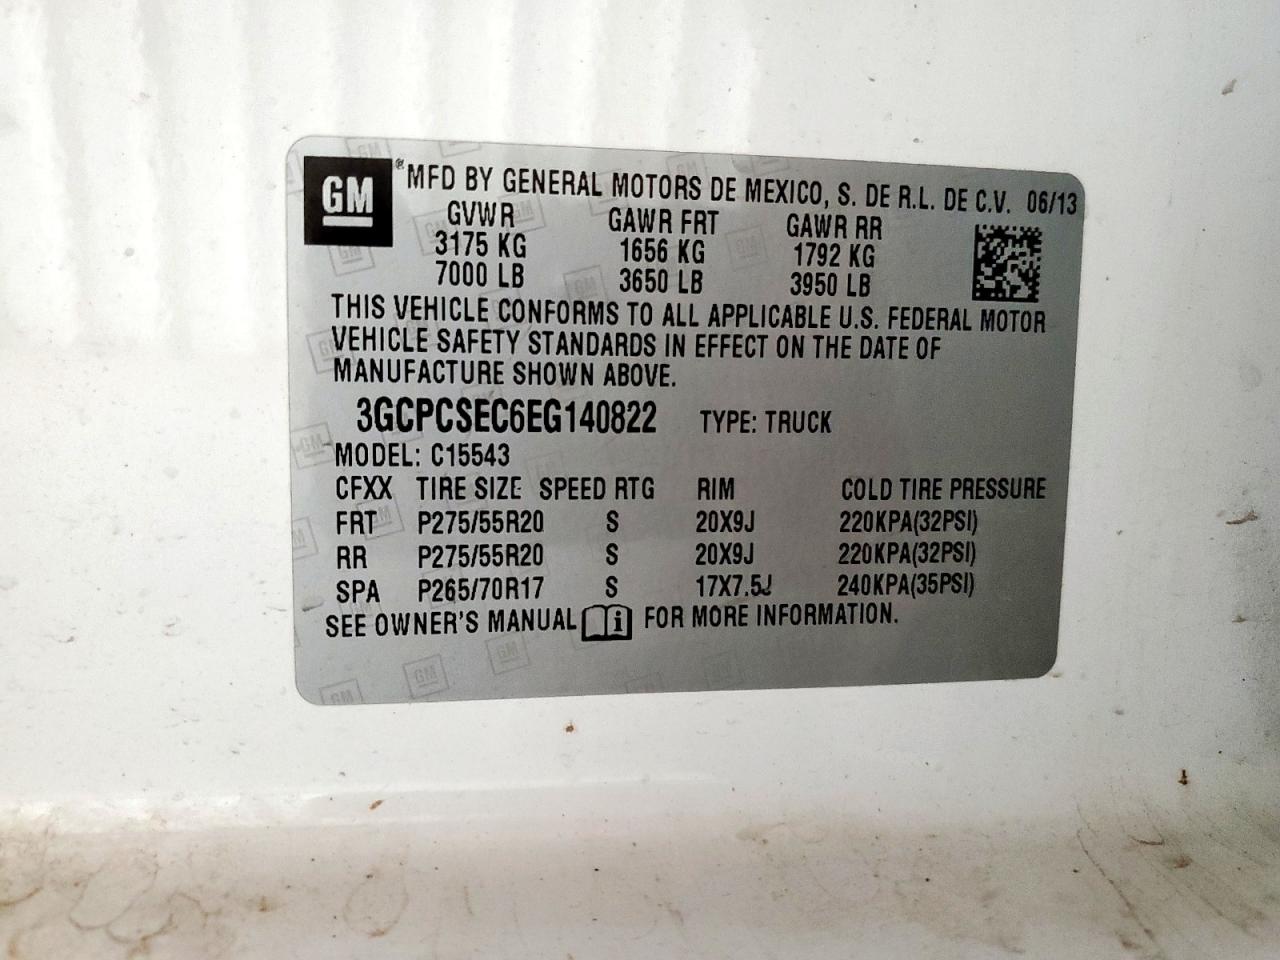 GM ® MFD BY GENERAL MOTORS DE MEXICO, S. DE R.L. DE C.V. 06/13
GVWR GAWR FRT GAWR RR
3175 KG 1656 KG 1792 KG
7000 LB 3650 LB 3950 LB
THIS VEHICLE CONFORMS TO ALL APPLICABLE U.S. FEDERAL MOTOR
VEHICLE SAFETY STANDARDS IN EFFECT ON THE DATE OF
MANUFACTURE SHOWN ABOVE.
3GCPCSEC6EG140822 TYPE: TRUCK
MODEL: C15543
CFXX TIRE SIZE SPEED RTG RIM COLD TIRE PRESSURE
FRT P275/55R20 S 20X9J 220KPA(32PSI)
RR P275/55R20 S 20X9J 220KPA(32PSI)
SPA P265/70R17 S 17X7.5J 240KPA(35PSI)
SEE OWNER'S MANUAL i FOR MORE INFORMATION.